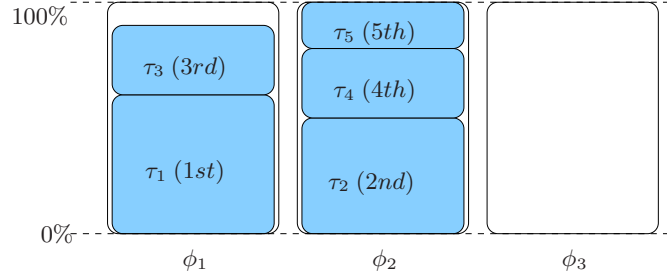 100%
τ₅ (5th)
τ₃ (3rd)
τ₄ (4th)
τ₁ (1st)
τ₂ (2nd)
0%
ϕ₁ ϕ₂ ϕ₃